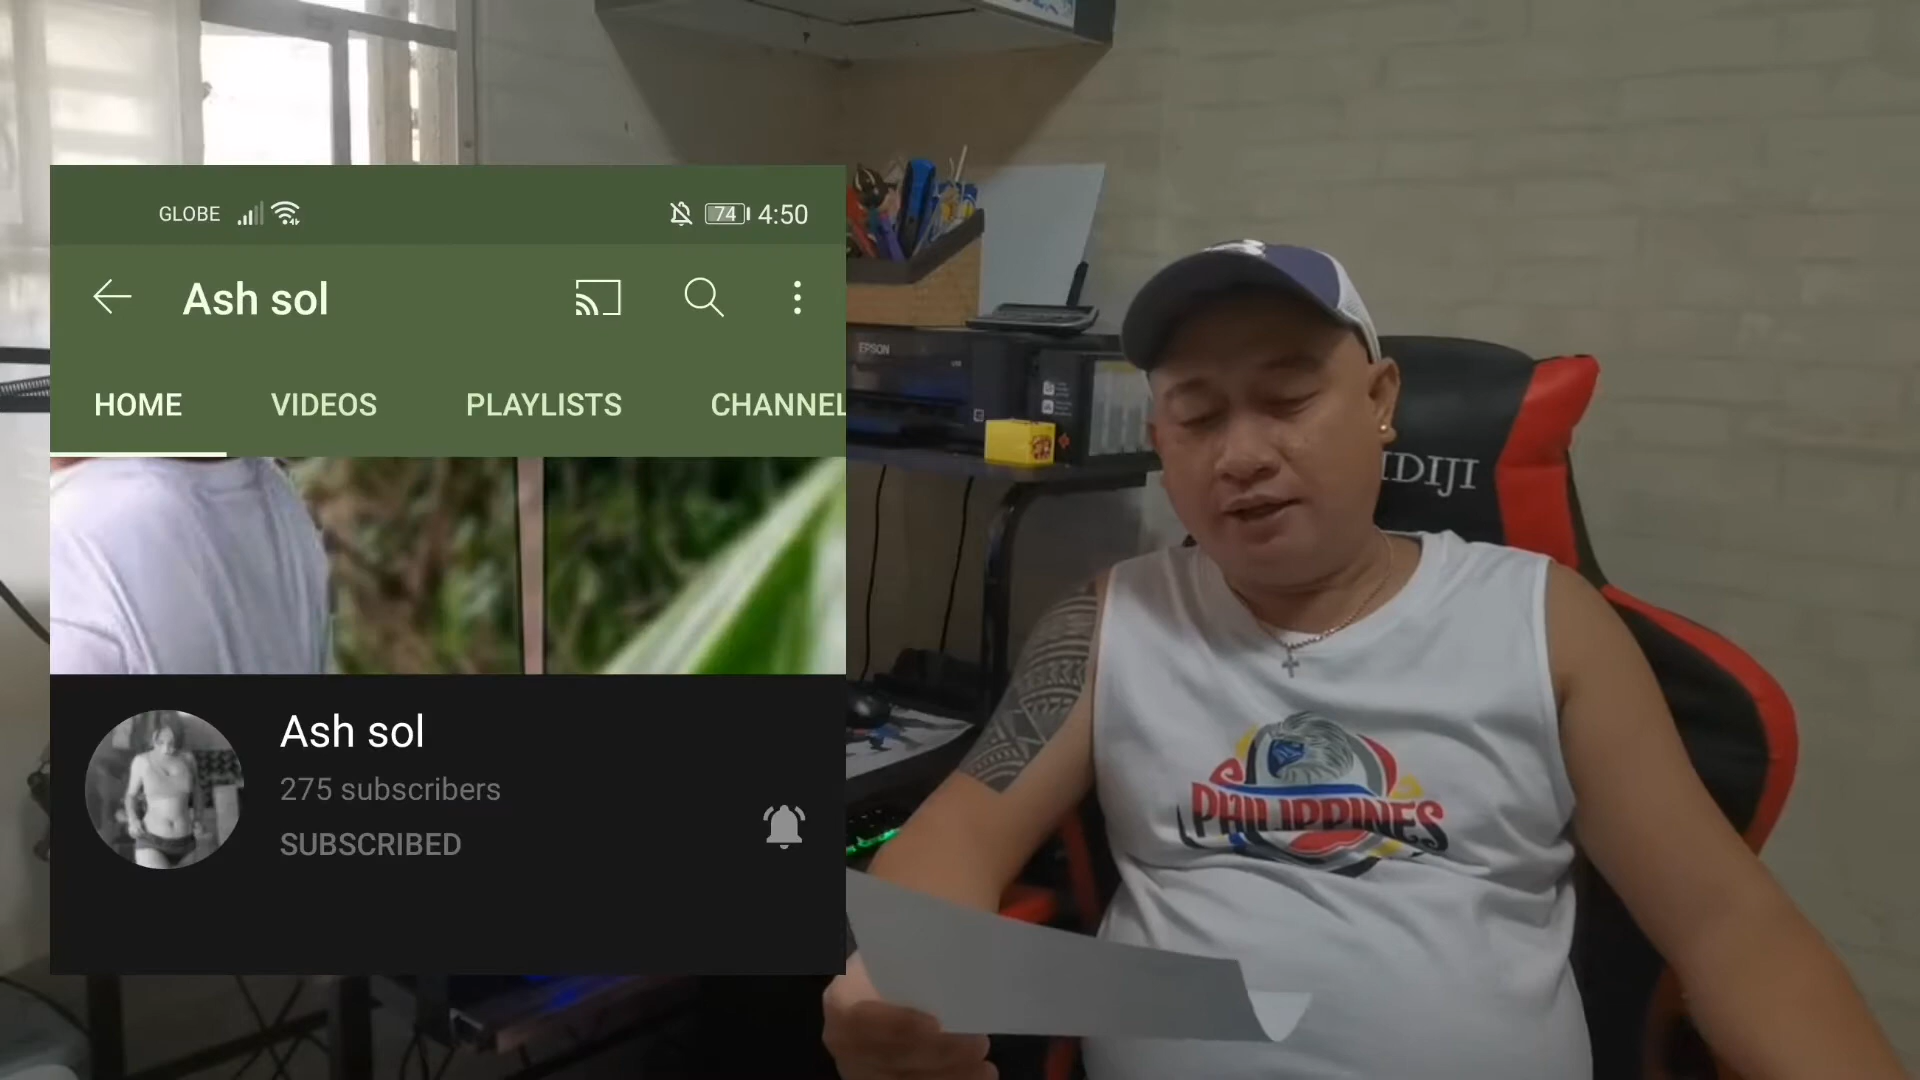 GLOBE 74 4:50
Ash sol
HOME VIDEOS PLAYLISTS CHANNEL
Ash sol
275 subscribers
SUBSCRIBED
EPSON
IDIJI
PHILIPPINES